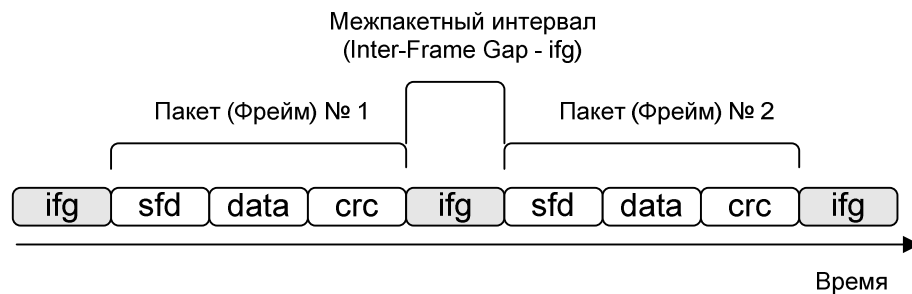 Межпакетный интервал
(Inter-Frame Gap - ifg)
Пакет (Фрейм) № 1
Пакет (Фрейм) № 2
ifg sfd data crc ifg sfd data crc ifg
Время